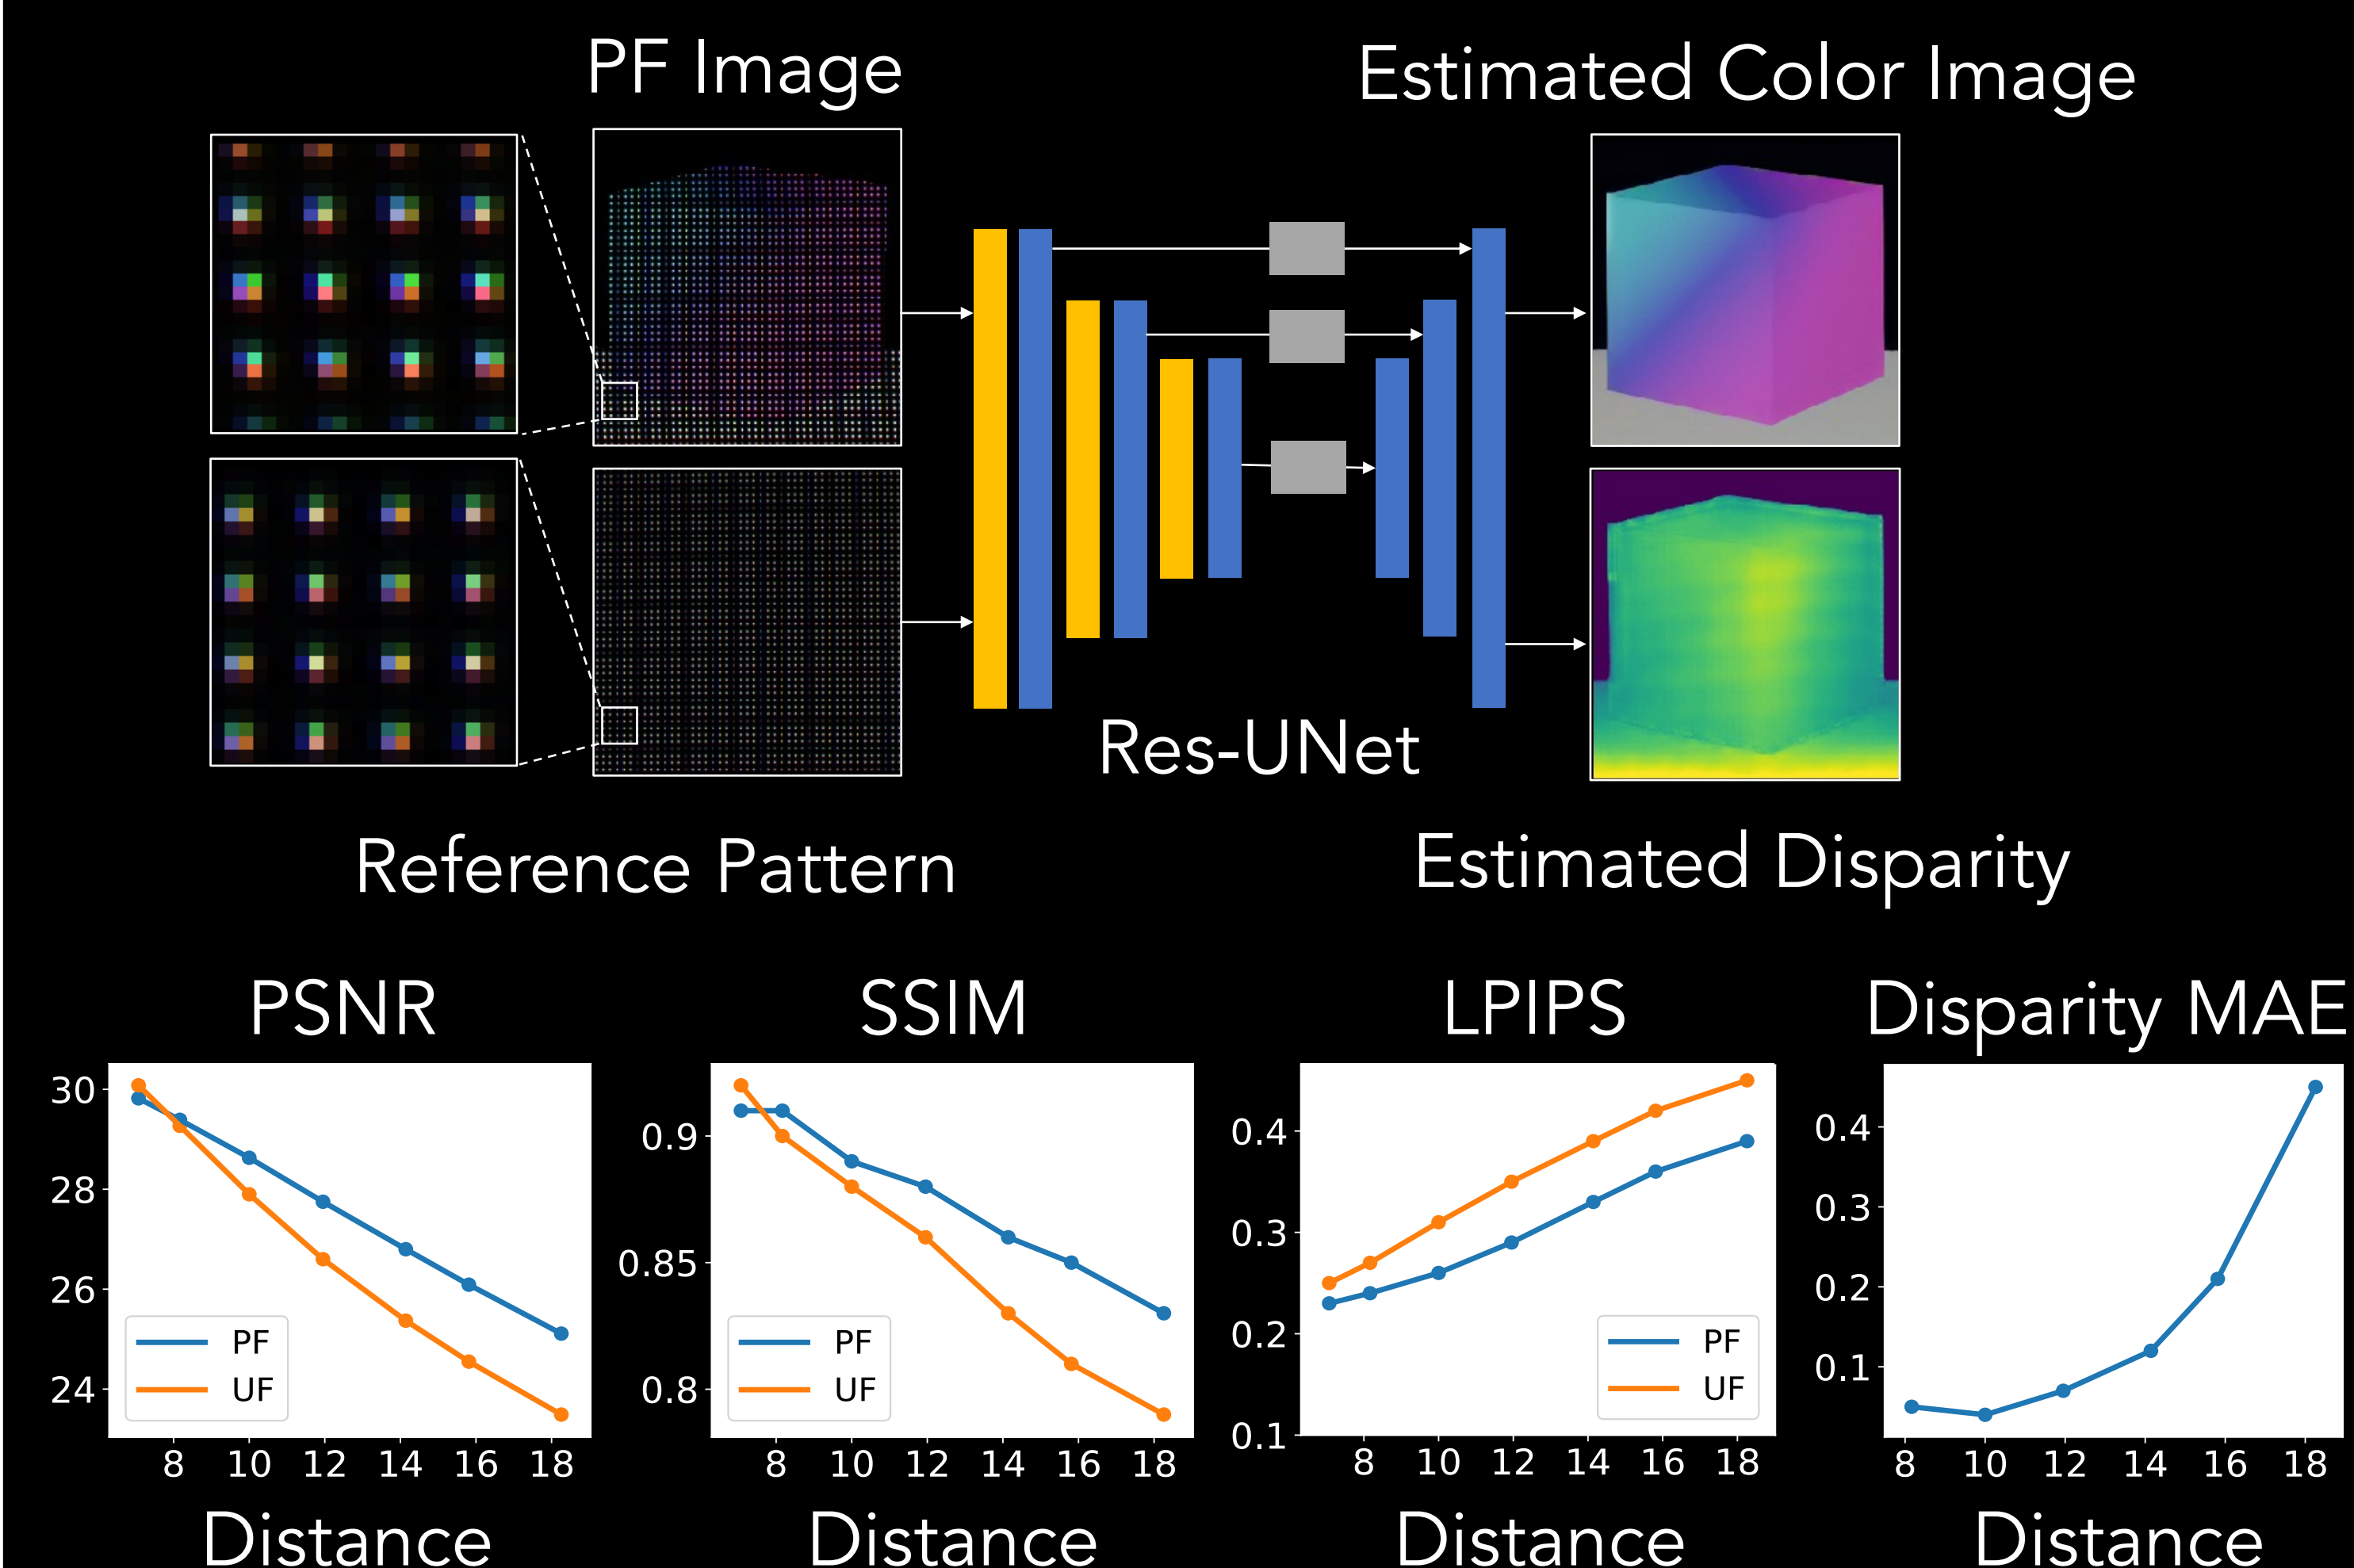 PF Image
Estimated Color Image
Res-UNet
Reference Pattern
Estimated Disparity
PSNR
30
28
26
24
PF
UF
8 10 12 14 16 18
Distance
SSIM
0.9
0.85
0.8
PF
UF
8 10 12 14 16 18
Distance
LPIPS
0.4
0.3
0.2
0.1
PF
UF
8 10 12 14 16 18
Distance
Disparity MAE
0.4
0.3
0.2
0.1
8 10 12 14 16 18
Distance